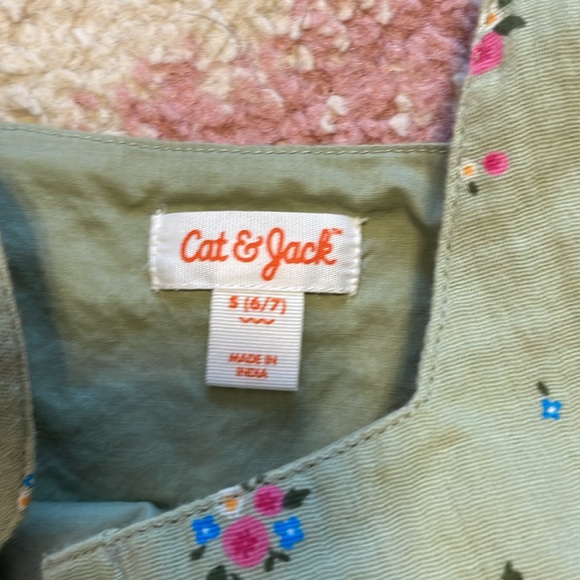 Cat & Jack™
S (6/7)
MADE IN
INDIA